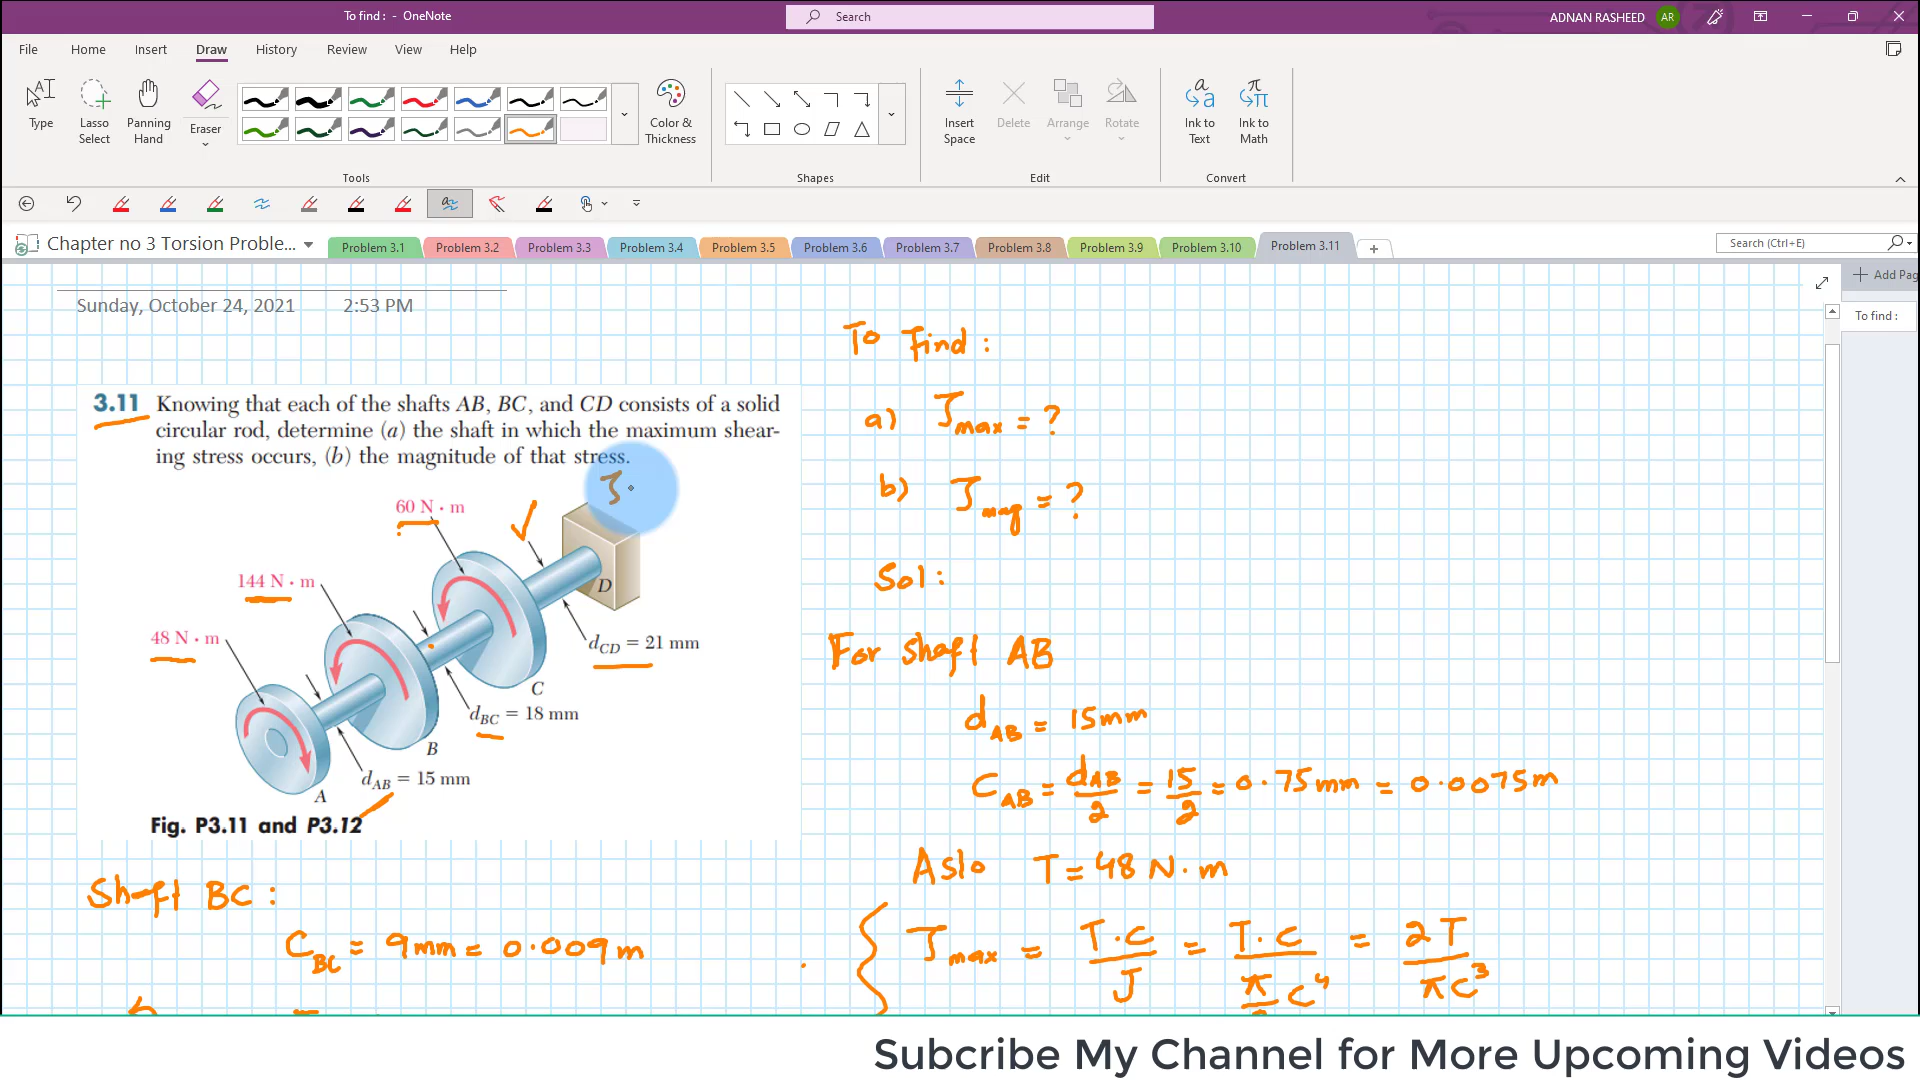 To find : - OneNote
Search
ADNAN RASHEED
AR
File Home Insert Draw History Review View Help
Type
Lasso Select
Panning Hand
Eraser
Color & Thickness
Insert Space
Delete
Arrange
Rotate
Ink to Text
Ink to Math
Tools
Shapes
Edit
Convert
Chapter no 3 Torsion Proble...
Problem 3.1
Problem 3.2
Problem 3.3
Problem 3.4
Problem 3.5
Problem 3.6
Problem 3.7
Problem 3.8
Problem 3.9
Problem 3.10
Problem 3.11
Search (Ctrl+E)
Add Pag
To find :
Sunday, October 24, 2021 2:53 PM
3.11 Knowing that each of the shafts AB, BC, and CD consists of a solid
circular rod, determine (a) the shaft in which the maximum shear-
ing stress occurs, (b) the magnitude of that stress.
60 N · m
144 N · m
48 N · m
D
d_CD = 21 mm
C
d_BC = 18 mm
B
d_AB = 15 mm
A
Fig. P3.11 and P3.12
Shaft BC :
C_BC = 9mm = 0.009m
To Find :
a) τ_max = ?
b) τ_mag = ?
Sol :
For shaft AB
d_AB = 15mm
C_AB = d_AB/2 = 15/2 = 0.75mm = 0.0075m
Aslo T = 48 N.m
τ_max = T.C/J = T.C/(π/2 C^4) = 2T/πC^3
Subcribe My Channel for More Upcoming Videos